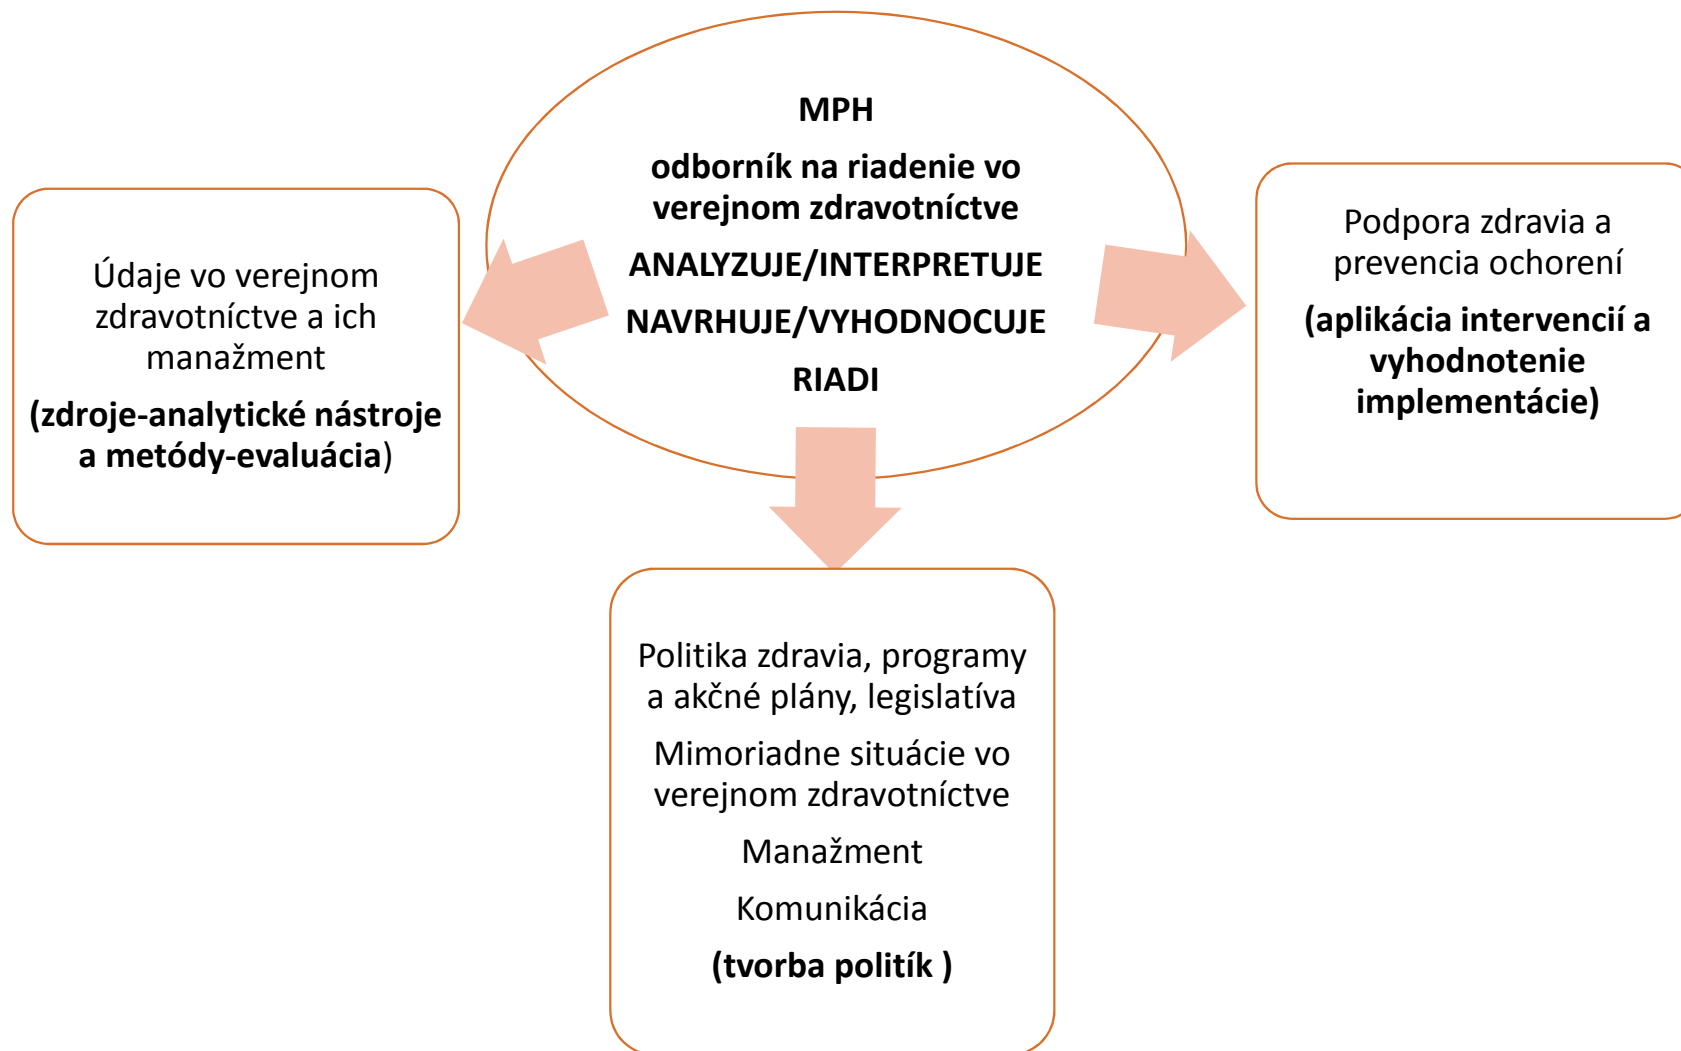 MPH
odborník na riadenie vo
verejnom zdravotníctve
ANALYZUJE/INTERPRETUJE
NAVRHUJE/VYHODNOCUJE
RIADI
Údaje vo verejnom
zdravotníctve a ich
manažment
(zdroje-analytické nástroje
a metódy-evaluácia)
Podpora zdravia a
prevencia ochorení
(aplikácia intervencií a
vyhodnotenie
implementácie)
Politika zdravia, programy
a akčné plány, legislatíva
Mimoriadne situácie vo
verejnom zdravotníctve
Manažment
Komunikácia
(tvorba politík )